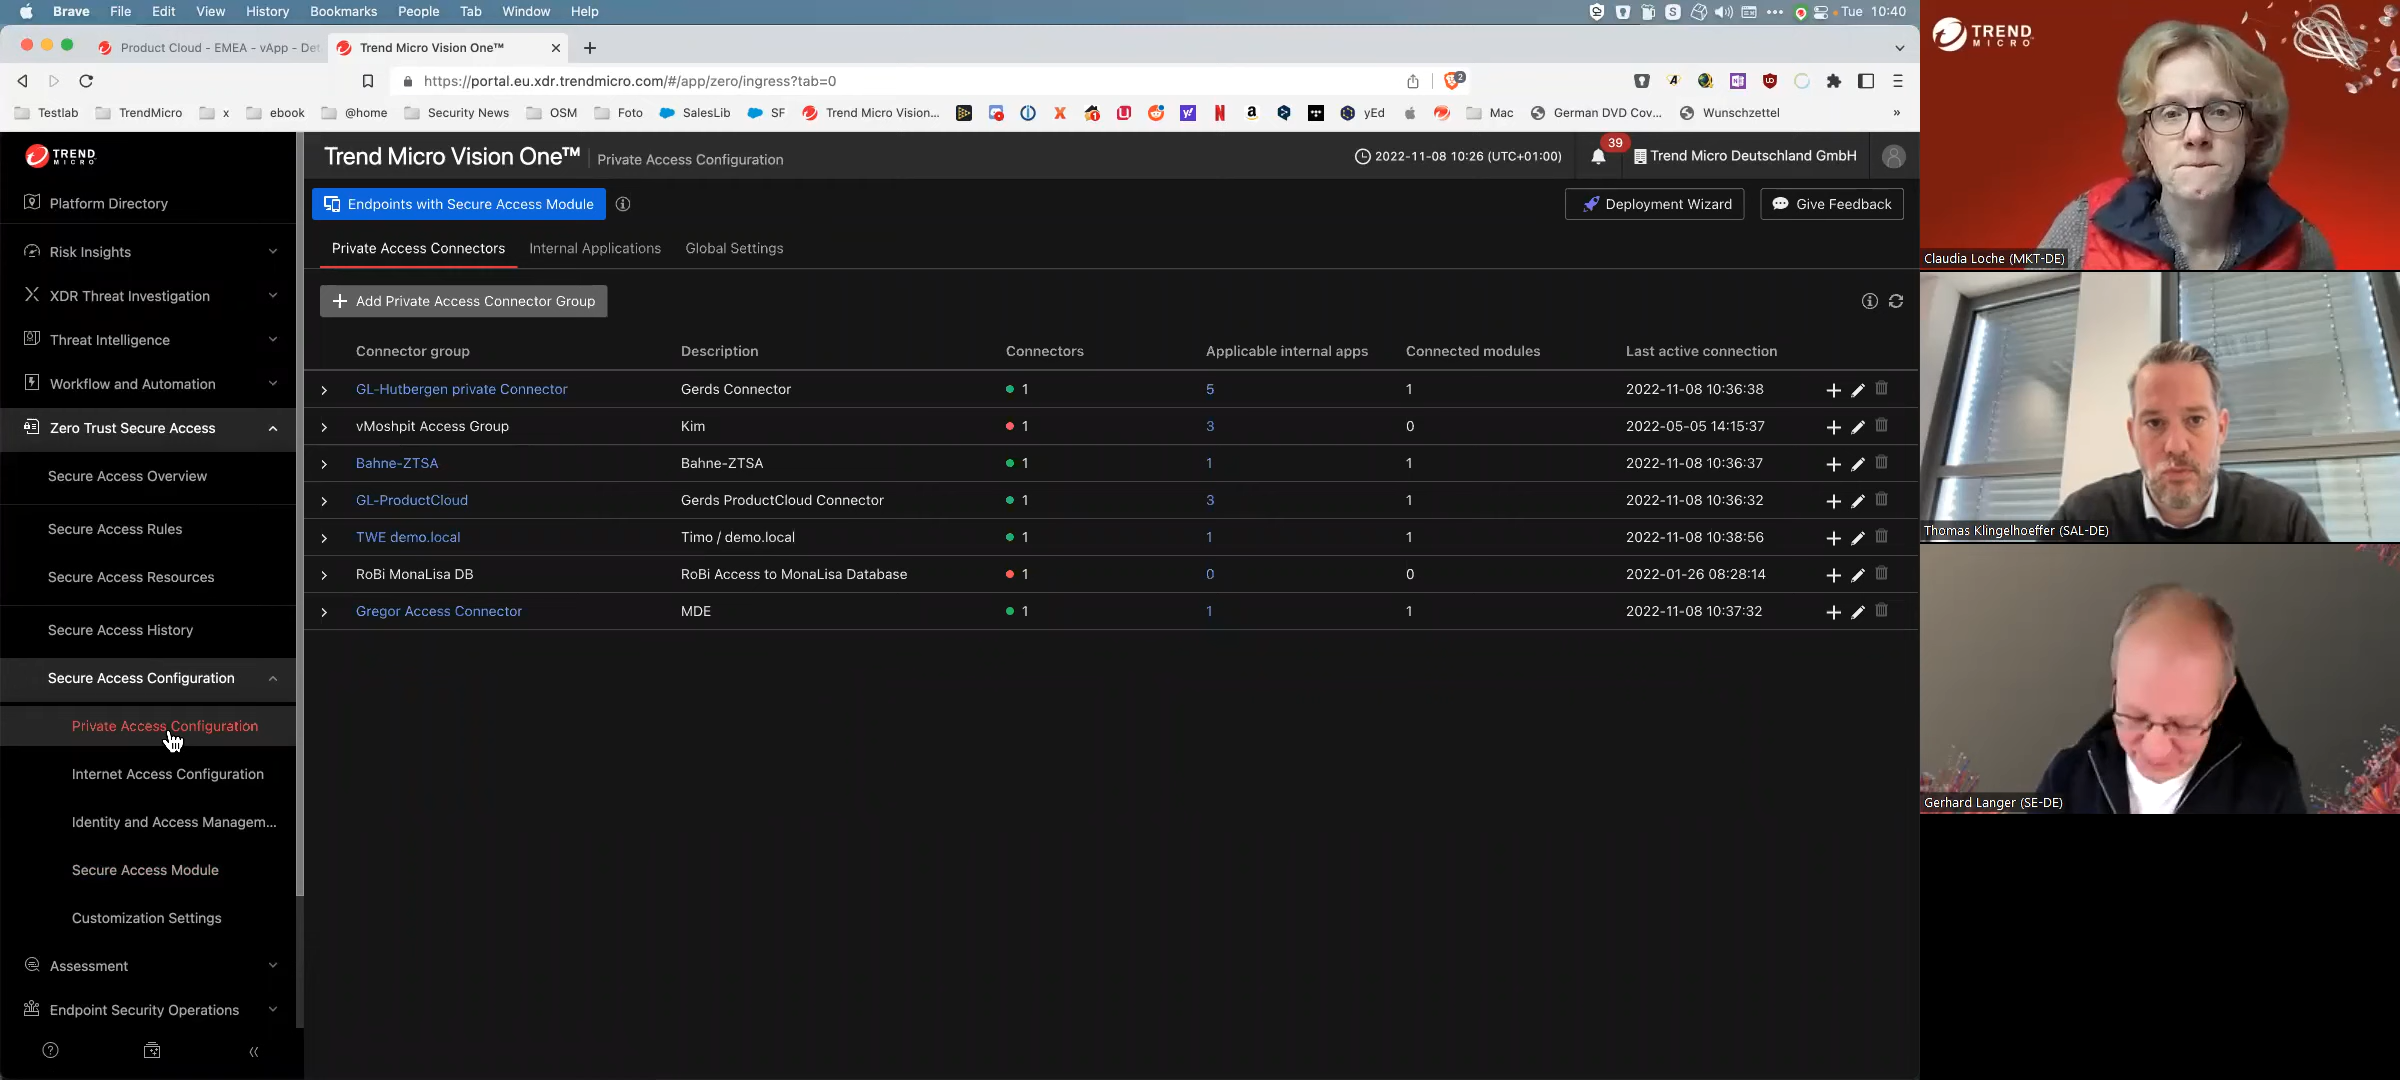 Brave File Edit View History Bookmarks People Tab Window Help
Tue 10:40
Product Cloud - EMEA - vApp - Det
Trend Micro Vision One™
https://portal.eu.xdr.trendmicro.com/#/app/zero/ingress?tab=0
2
Testlab TrendMicro x ebook @home Security News OSM Foto SalesLib SF Trend Micro Vision... yEd Mac German DVD Cov... Wunschzettel »
TREND MICRO
Platform Directory
Risk Insights
XDR Threat Investigation
Threat Intelligence
Workflow and Automation
Zero Trust Secure Access
Secure Access Overview
Secure Access Rules
Secure Access Resources
Secure Access History
Secure Access Configuration
Private Access Configuration
Internet Access Configuration
Identity and Access Managem...
Secure Access Module
Customization Settings
Assessment
Endpoint Security Operations
Trend Micro Vision One™ Private Access Configuration
2022-11-08 10:26 (UTC+01:00)
39
Trend Micro Deutschland GmbH
Endpoints with Secure Access Module
Deployment Wizard
Give Feedback
Private Access Connectors Internal Applications Global Settings
+ Add Private Access Connector Group
Connector group Description Connectors Applicable internal apps Connected modules Last active connection
GL-Hutbergen private Connector Gerds Connector 1 5 1 2022-11-08 10:36:38
vMoshpit Access Group Kim 1 3 0 2022-05-05 14:15:37
Bahne-ZTSA Bahne-ZTSA 1 1 1 2022-11-08 10:36:37
GL-ProductCloud Gerds ProductCloud Connector 1 3 1 2022-11-08 10:36:32
TWE demo.local Timo / demo.local 1 1 1 2022-11-08 10:38:56
RoBi MonaLisa DB RoBi Access to MonaLisa Database 1 0 0 2022-01-26 08:28:14
Gregor Access Connector MDE 1 1 1 2022-11-08 10:37:32
TREND MICRO
Claudia Loche (MKT-DE)
Thomas Klingelhoeffer (SAL-DE)
Gerhard Langer (SE-DE)